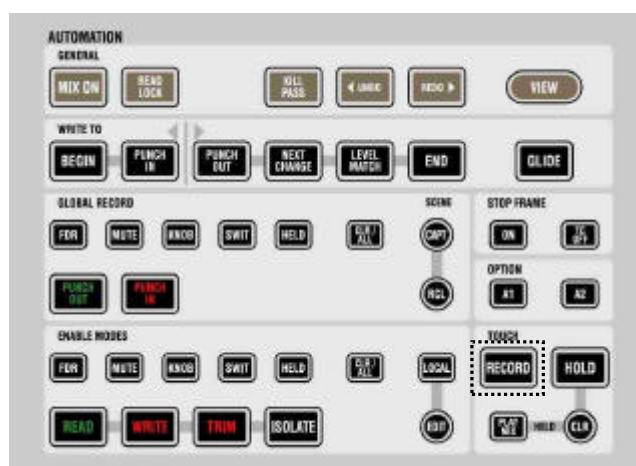 AUTOMATION
GENERAL
MIX ON READ LOCK KILL PASS UNDO REDO VIEW
WRITE TO
BEGIN PUNCH IN PUNCH OUT NEXT CHANGE LEVEL MATCH END GLIDE
GLOBAL RECORD SCENE STOP FRAME
FDR MUTE KNOB SWIT HELD CLR/ ALL CAPT ON OFF
OPTION
PUNCH OUT PUNCH IN RCL A1 A2
ENABLE MODES TOUCH
FDR MUTE KNOB SWIT HELD CLR/ ALL LOCAL RECORD HOLD
READ WRITE TRIM ISOLATE EDIT HELD CLR